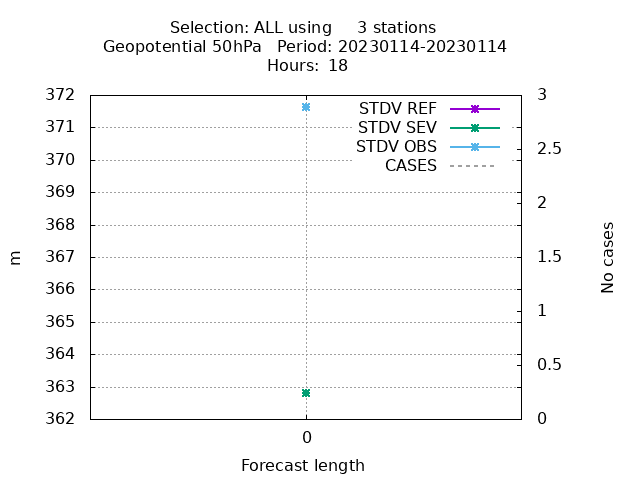 Selection: ALL using     3 stations
Geopotential 50hPa   Period: 20230114-20230114
Hours:  18
372
371
370
369
368
367
366
365
364
363
362
m
STDV REF
STDV SEV
STDV OBS
CASES
3
2.5
2
1.5
1
0.5
0
No cases
0
Forecast length